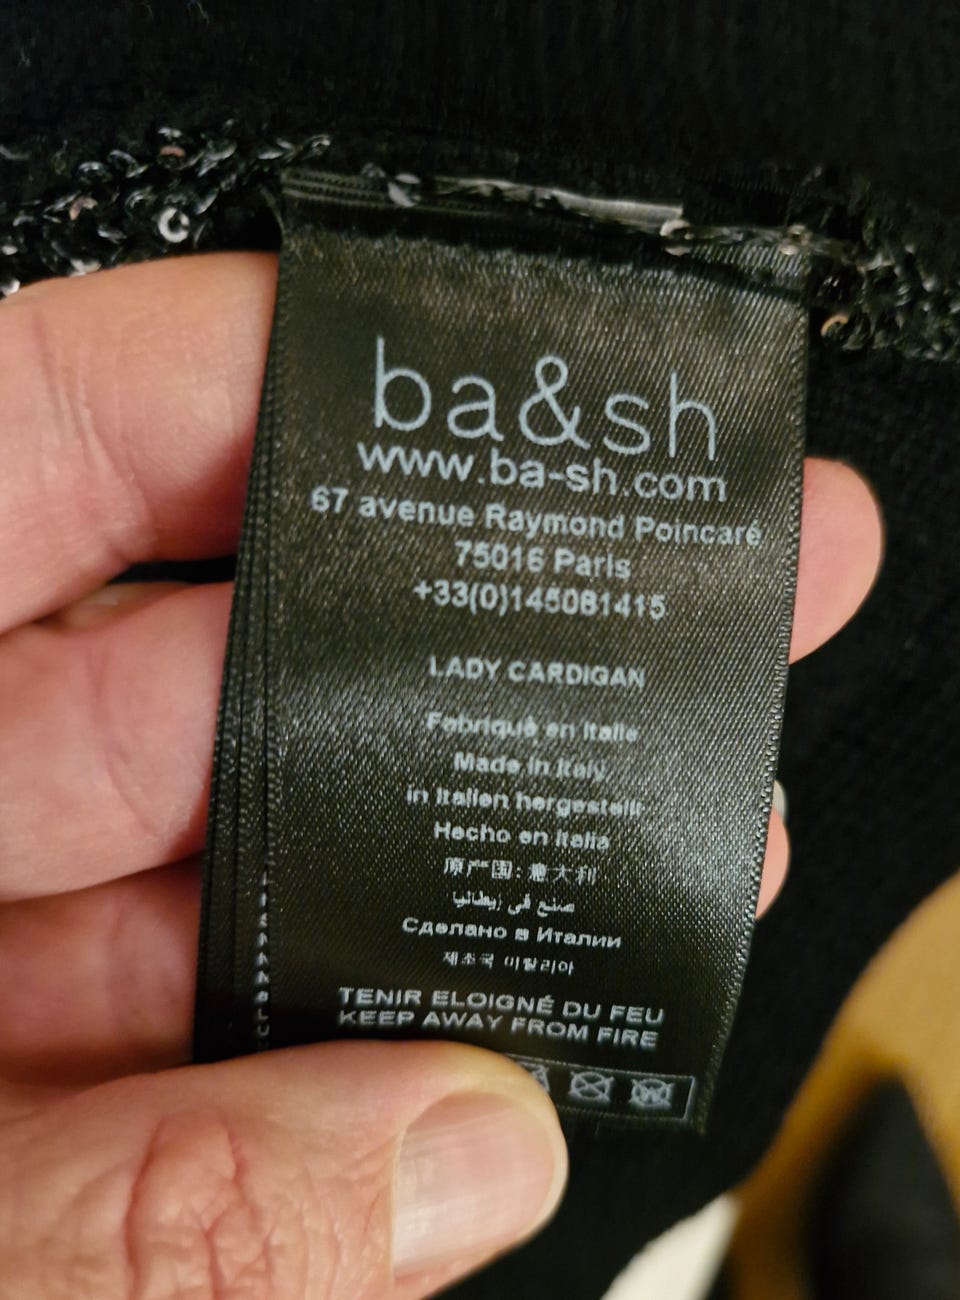 ba&sh
www.ba-sh.com
67 avenue Raymond Poincaré
75016 Paris
+33(0)145081415
LADY CARDIGAN
Fabriqué en Italie
Made in Italy
in Italien hergestellt
Hecho en Italia
原产国: 意大利
صنع في إيطاليا
Сделано в Италии
제조국 이탈리아
TENIR ELOIGNÉ DU FEU
KEEP AWAY FROM FIRE